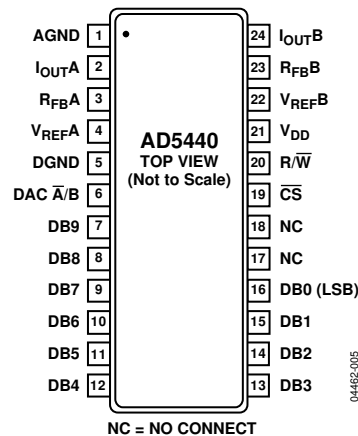 AGND 1
I_OUTA 2
R_FBA 3
V_REFA 4
DGND 5
DAC A̅/B 6
DB9 7
DB8 8
DB7 9
DB6 10
DB5 11
DB4 12
AD5440
TOP VIEW
(Not to Scale)
24 I_OUTB
23 R_FBB
22 V_REFB
21 V_DD
20 R/W̅
19 C̅S̅
18 NC
17 NC
16 DB0 (LSB)
15 DB1
14 DB2
13 DB3
NC = NO CONNECT
04462-005